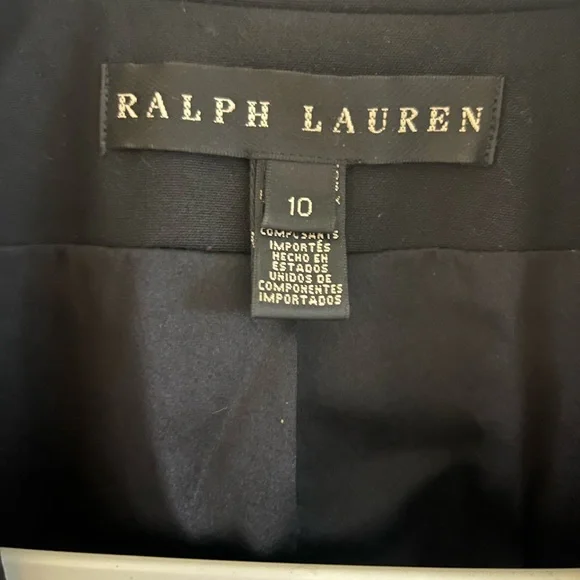 RALPH LAUREN
10
COMPOSANTS
IMPORTÉS
HECHO EN
ESTADOS
UNIDOS DE
COMPONENTES
IMPORTADOS